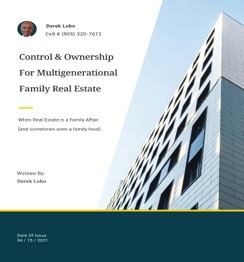 Derek Lobo
Cell # (905) 320-7672
Control & Ownership
For Multigenerational
Family Real Estate
When Real Estate is a Family Affair
(and sometimes even a family feud).
Written By:
Derek Lobo
Date Of Issue :
04 / 15 / 2021